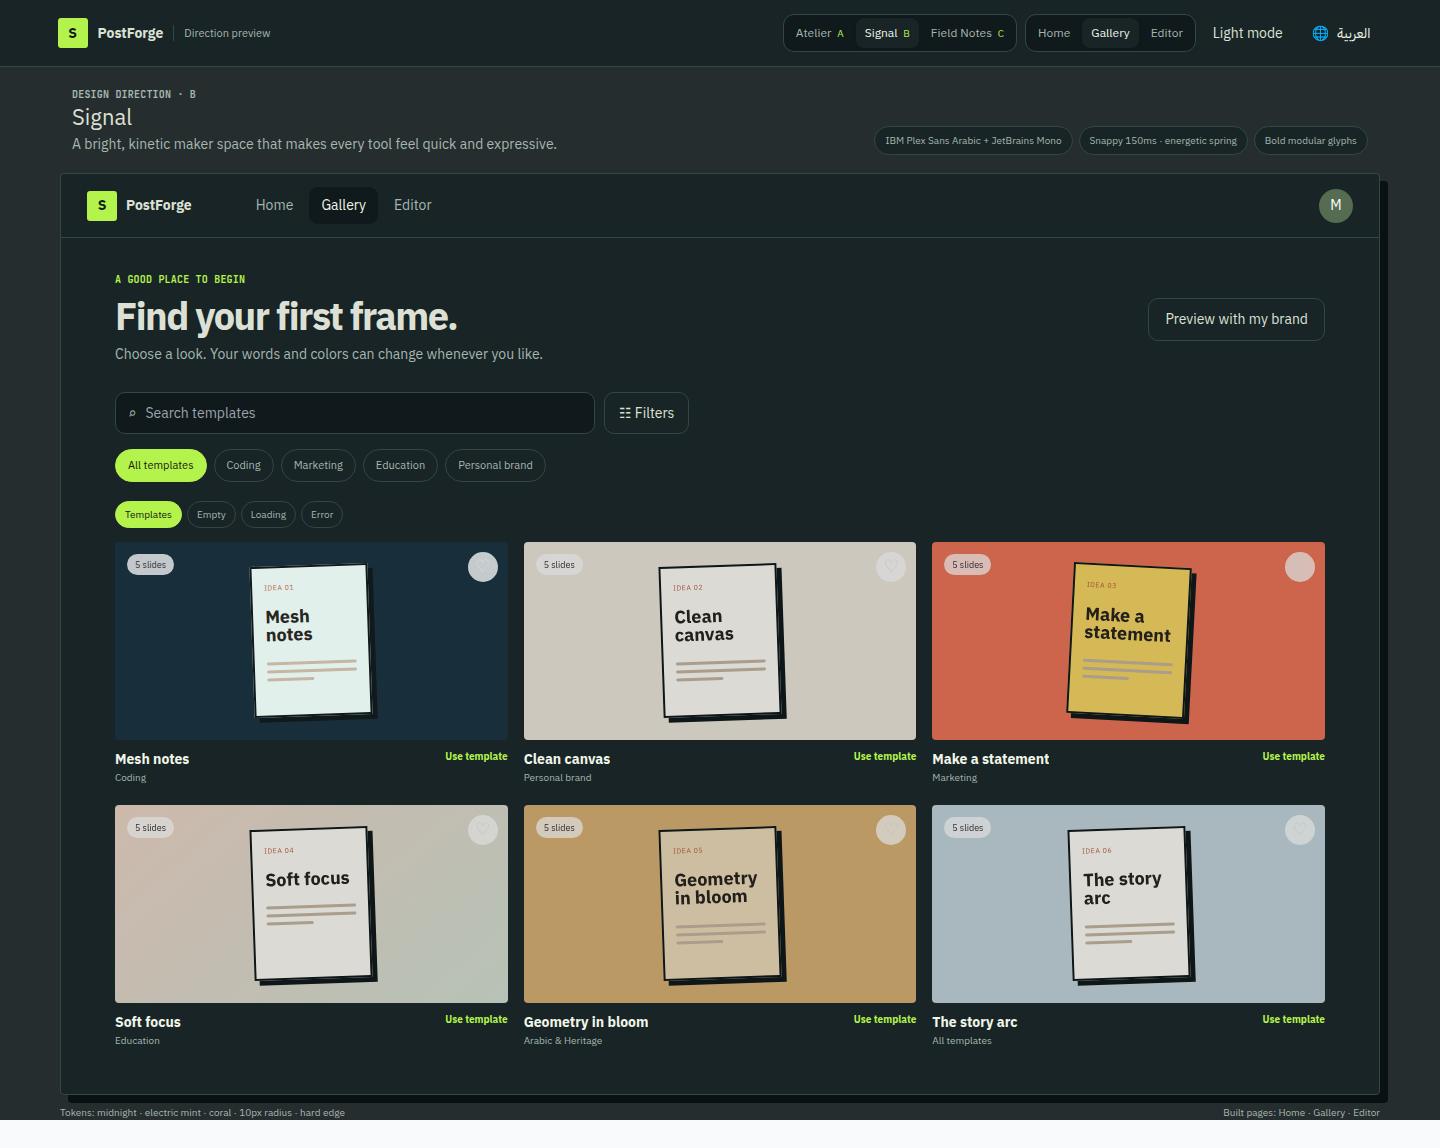 S PostForge Direction preview Atelier A Signal B Field Notes C Home Gallery Editor Light mode العربية
DESIGN DIRECTION · B
Signal
A bright, kinetic maker space that makes every tool feel quick and expressive.
IBM Plex Sans Arabic + JetBrains Mono Snappy 150ms · energetic spring Bold modular glyphs
S PostForge Home Gallery Editor M
A GOOD PLACE TO BEGIN
Find your first frame.
Preview with my brand
Choose a look. Your words and colors can change whenever you like.
Search templates Filters
All templates Coding Marketing Education Personal brand
Templates Empty Loading Error
5 slides
IDEA 01
Mesh
notes
Mesh notes Use template
Coding
5 slides
IDEA 02
Clean
canvas
Clean canvas Use template
Personal brand
5 slides
IDEA 03
Make a
statement
Make a statement Use template
Marketing
5 slides
IDEA 04
Soft focus
Soft focus Use template
Education
5 slides
IDEA 05
Geometry
in bloom
Geometry in bloom Use template
Arabic & Heritage
5 slides
IDEA 06
The story
arc
The story arc Use template
All templates
Tokens: midnight · electric mint · coral · 10px radius · hard edge
Built pages: Home · Gallery · Editor